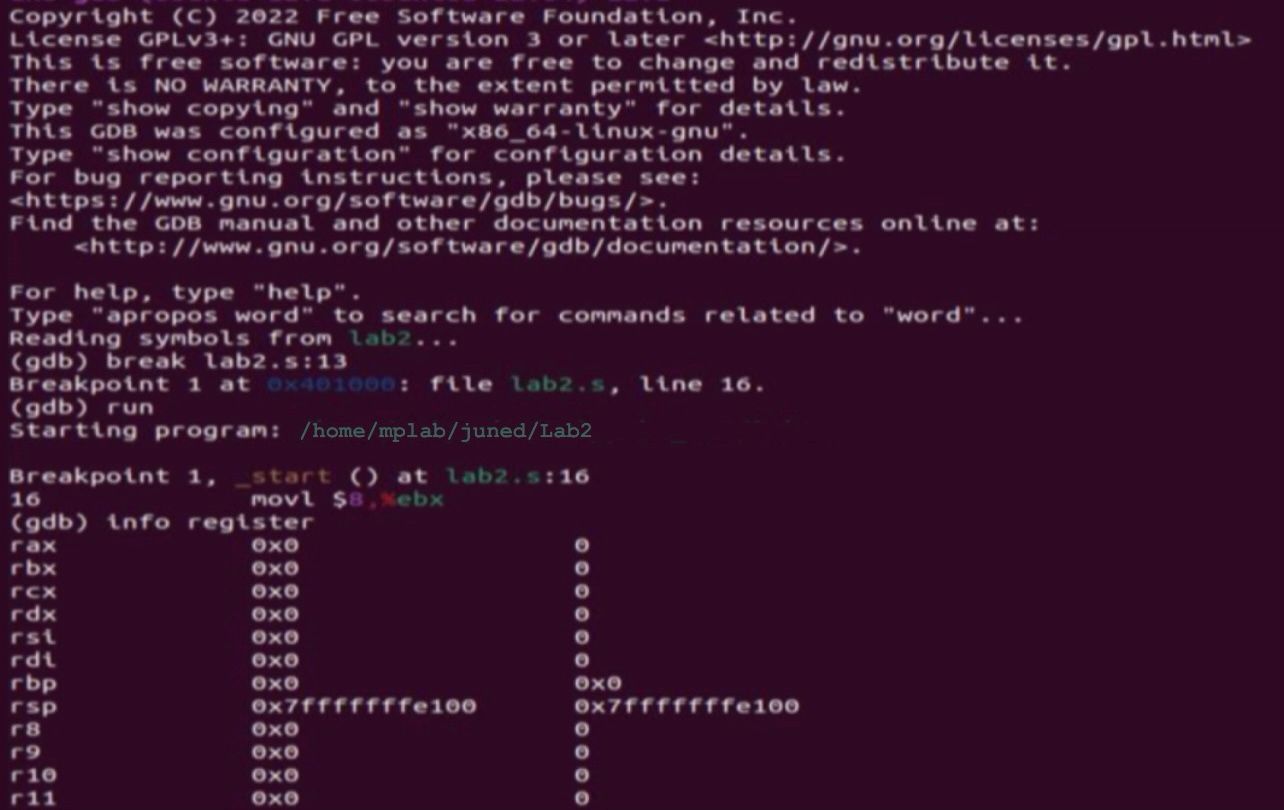 Copyright (C) 2022 Free Software Foundation, Inc.
License GPLv3+: GNU GPL version 3 or later <http://gnu.org/licenses/gpl.html>
This is free software: you are free to change and redistribute it.
There is NO WARRANTY, to the extent permitted by law.
Type "show copying" and "show warranty" for details.
This GDB was configured as "x86_64-linux-gnu".
Type "show configuration" for configuration details.
For bug reporting instructions, please see:
<https://www.gnu.org/software/gdb/bugs/>.
Find the GDB manual and other documentation resources online at:
    <http://www.gnu.org/software/gdb/documentation/>.

For help, type "help".
Type "apropos word" to search for commands related to "word"...
Reading symbols from lab2...
(gdb) break lab2.s:13
Breakpoint 1 at 0x401000: file lab2.s, line 16.
(gdb) run
Starting program: /home/mplab/juned/Lab2

Breakpoint 1, _start () at lab2.s:16
16             movl $8,%ebx
(gdb) info register
rax            0x0                 0
rbx            0x0                 0
rcx            0x0                 0
rdx            0x0                 0
rsi            0x0                 0
rdi            0x0                 0
rbp            0x0                 0x0
rsp            0x7fffffffe100      0x7fffffffe100
r8             0x0                 0
r9             0x0                 0
r10            0x0                 0
r11            0x0                 0